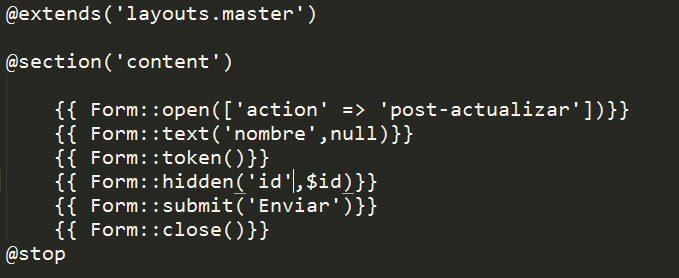 @extends('layouts.master')
@section('content')
{{ Form::open(['action' => 'post-actualizar'])}}
{{ Form::text('nombre',null)}}
{{ Form::token()}}
{{ Form::hidden('id',$id)}}
{{ Form::submit('Enviar')}}
{{ Form::close()}}
@stop